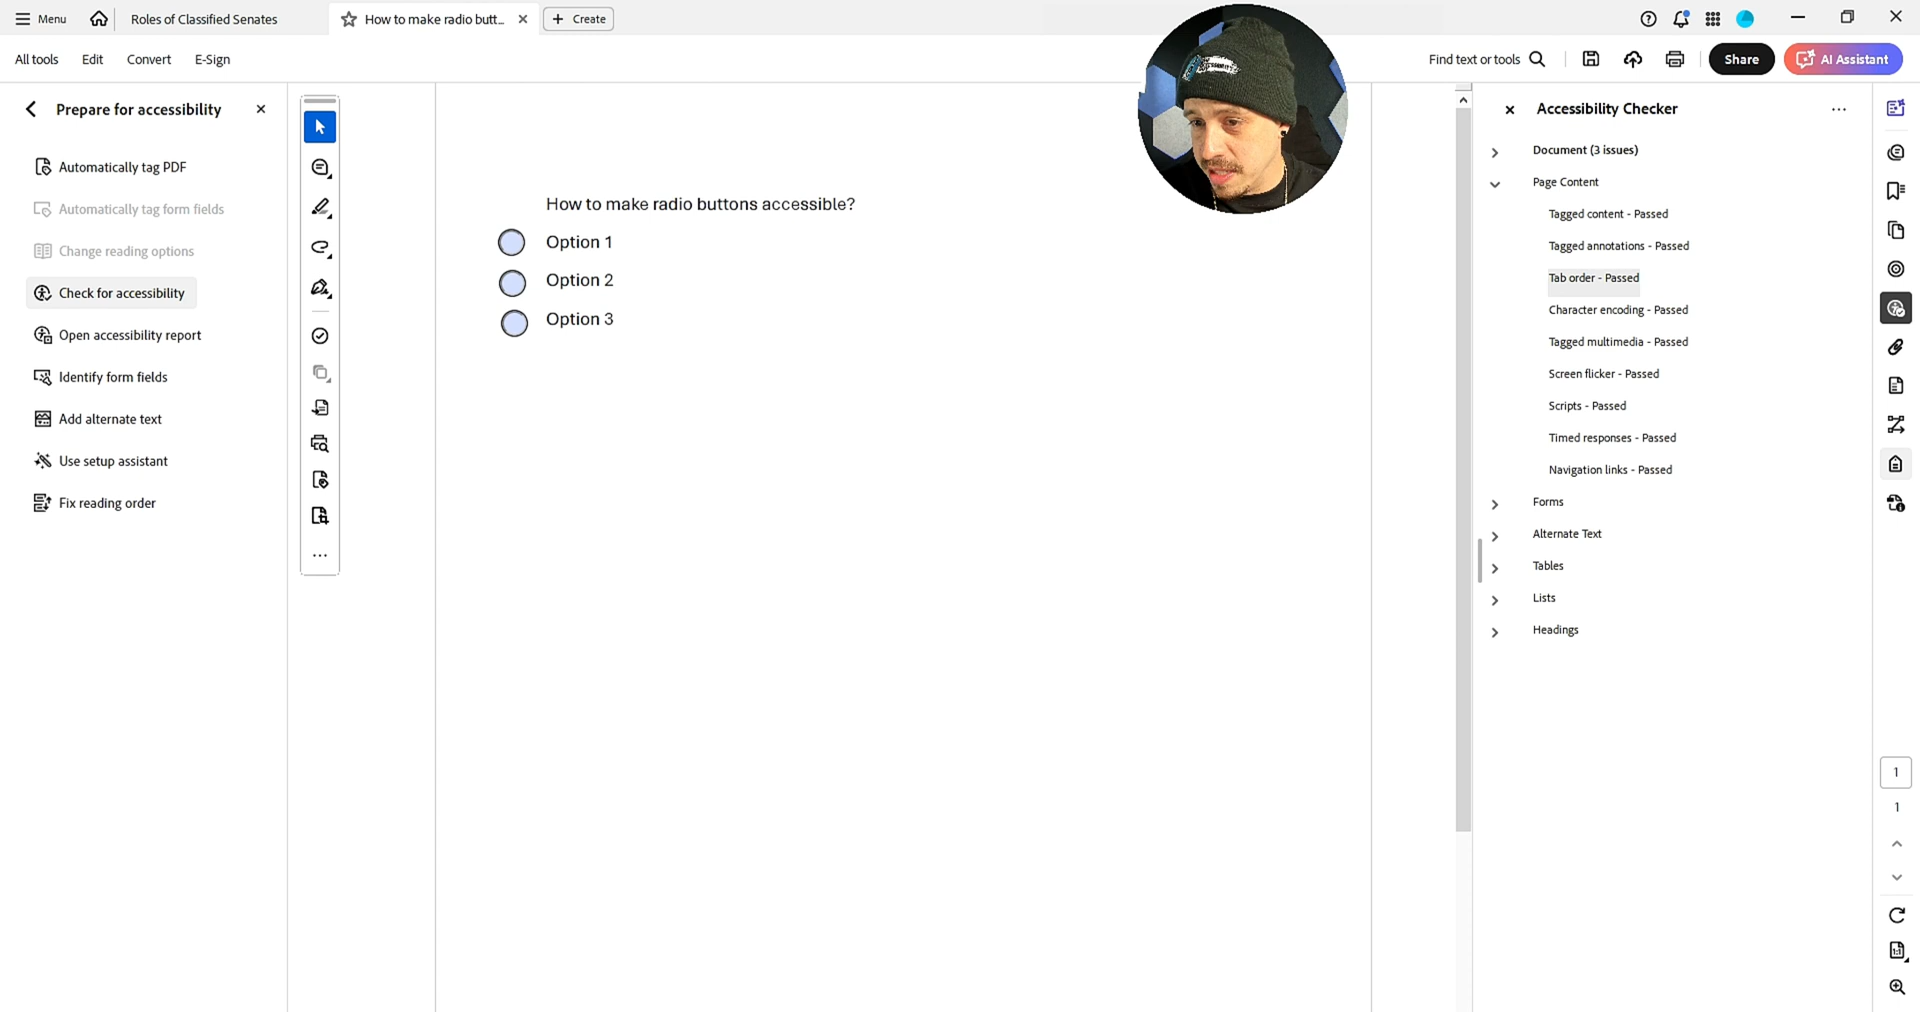 Menu
Roles of Classified Senates
How to make radio butt...
Create
All tools
Edit
Convert
E-Sign
Find text or tools
Share
AI Assistant
Prepare for accessibility
Automatically tag PDF
Automatically tag form fields
Change reading options
Check for accessibility
Open accessibility report
Identify form fields
Add alternate text
Use setup assistant
Fix reading order
How to make radio buttons accessible?
Option 1
Option 2
Option 3
Accessibility Checker
Document (3 issues)
Page Content
Tagged content - Passed
Tagged annotations - Passed
Tab order - Passed
Character encoding - Passed
Tagged multimedia - Passed
Screen flicker - Passed
Scripts - Passed
Timed responses - Passed
Navigation links - Passed
Forms
Alternate Text
Tables
Lists
Headings
1
1